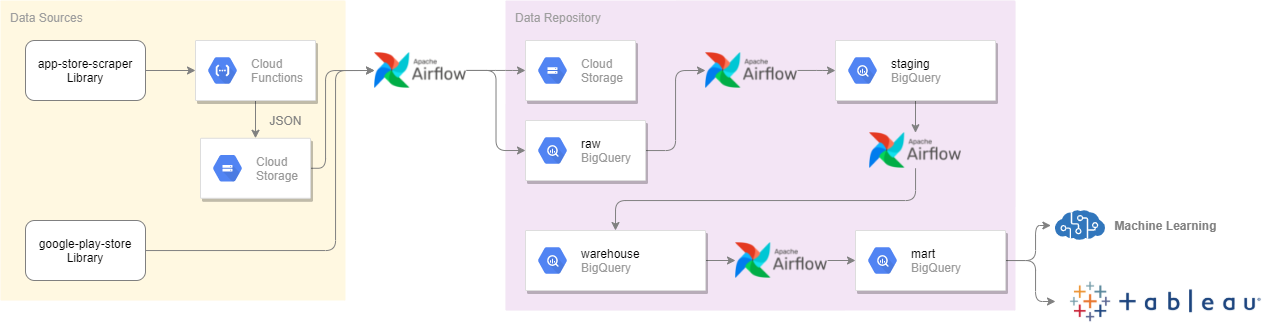 Data Sources
app-store-scraper
Library
Cloud
Functions
JSON
Cloud
Storage
google-play-store
Library
Apache
Airflow
Data Repository
Cloud
Storage
raw
BigQuery
Apache
Airflow
staging
BigQuery
Apache
Airflow
warehouse
BigQuery
Apache
Airflow
mart
BigQuery
Machine Learning
tableau